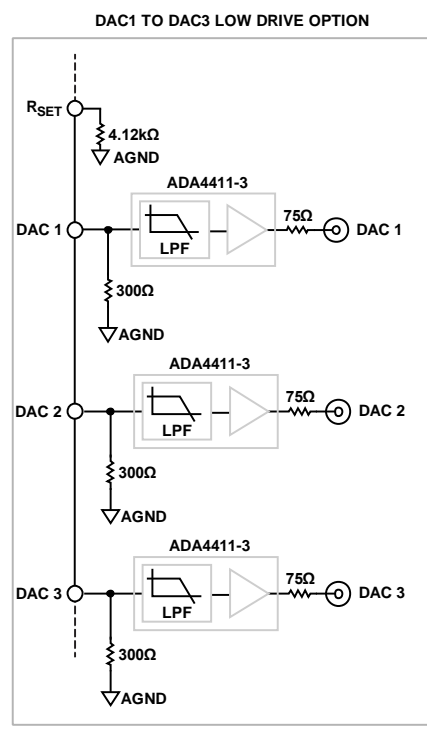 DAC1 TO DAC3 LOW DRIVE OPTION
RSET
4.12kΩ
AGND
ADA4411-3
DAC 1
LPF
75Ω
DAC 1
300Ω
AGND
ADA4411-3
DAC 2
LPF
75Ω
DAC 2
300Ω
AGND
ADA4411-3
DAC 3
LPF
75Ω
DAC 3
300Ω
AGND